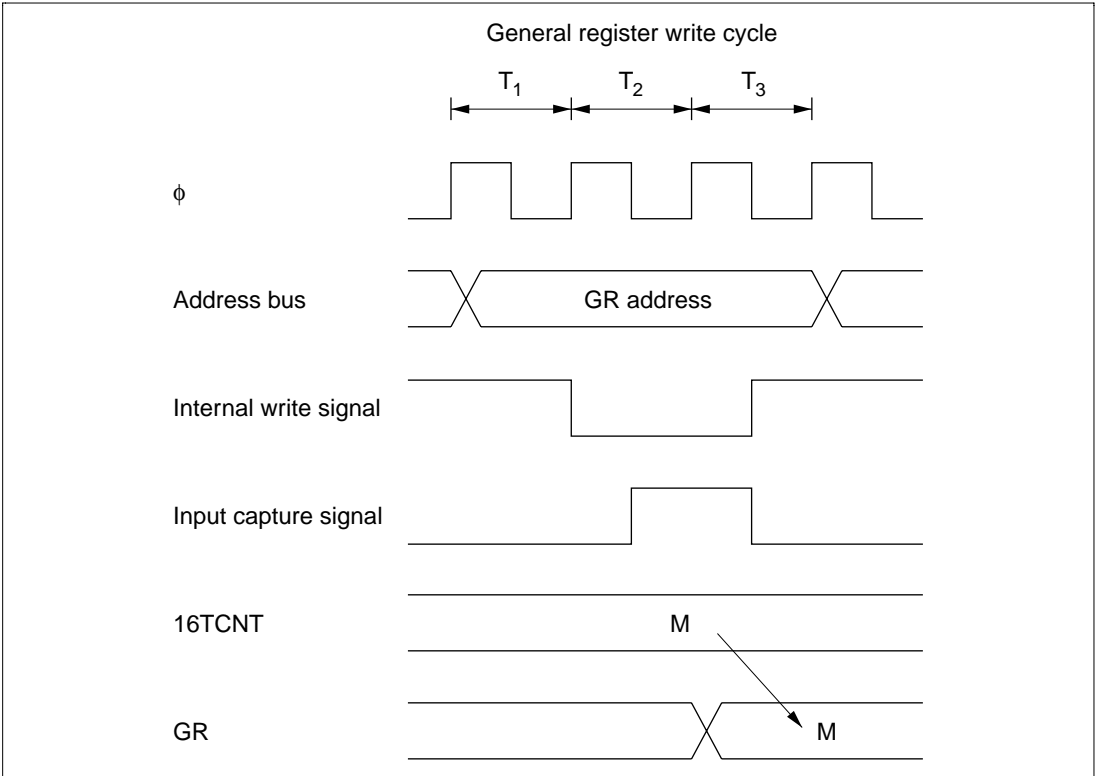 General register write cycle
T1 T2 T3
φ
Address bus
GR address
Internal write signal
Input capture signal
16TCNT
M
GR
M